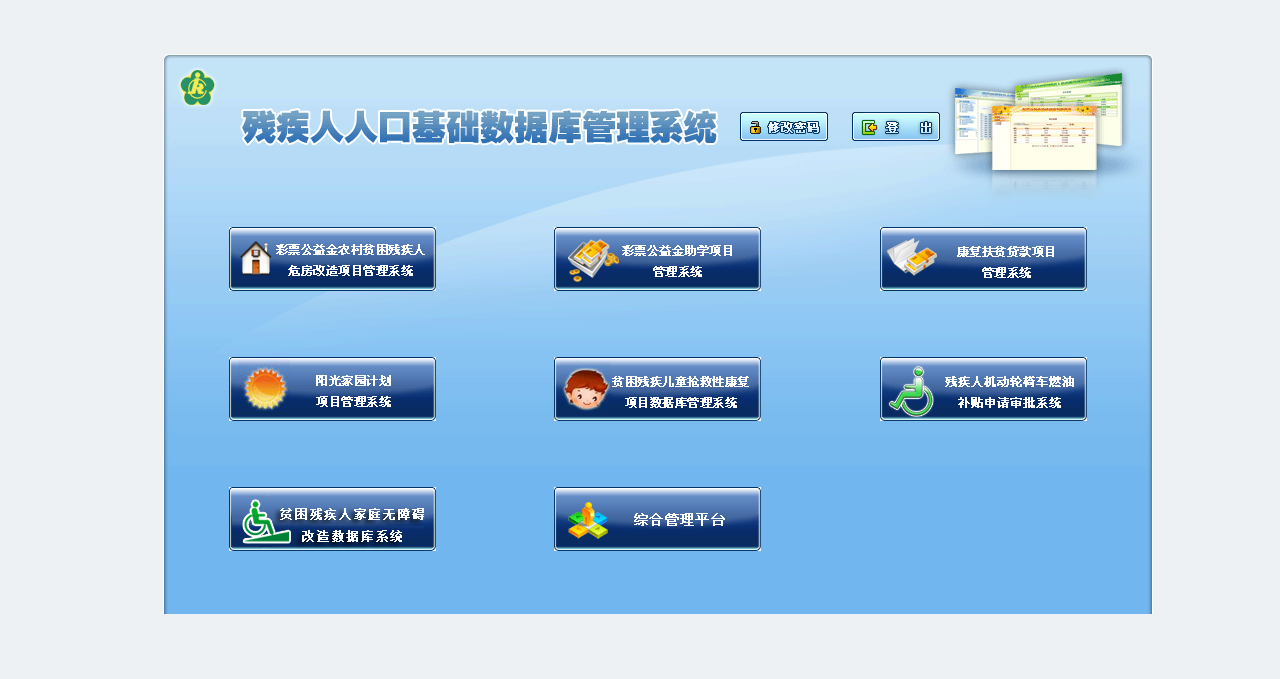 残疾人人口基础数据库管理系统
修改密码
登 出
彩票公益金农村贫困残疾人
危房改造项目管理系统
彩票公益金助学项目
管理系统
康复扶贫贷款项目
管理系统
阳光家园计划
项目管理系统
贫困残疾儿童抢救性康复
项目数据库管理系统
残疾人机动轮椅车燃油
补贴申请审批系统
贫困残疾人家庭无障碍
改造数据库系统
综合管理平台